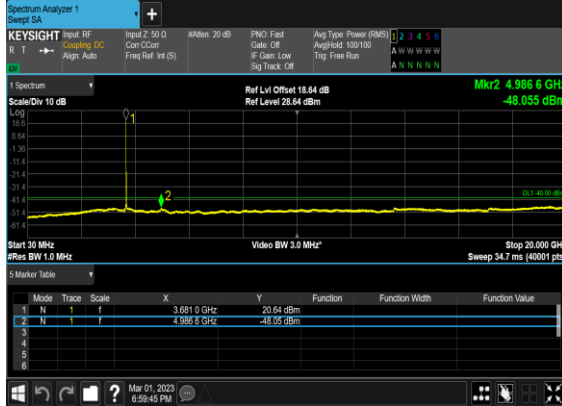 Spectrum Analyzer 1
Swept SA
+
KEYSIGHT Input: RF Input Z: 50 Ω #Atten: 20 dB PNO: Fast Avg Type: Power (RMS) 1 2 3 4 5 6
R T Coupling: DC Corr CCorr Gate: Off Avg|Hold: 100/100 A W W W W W
Align: Auto Freq Ref: Int (S) IF Gain: Low Trig: Free Run
Sig Track: Off A N N N N N
1 Spectrum Ref Lvl Offset 18.64 dB Mkr2 4.986 6 GHz
Scale/Div 10 dB Ref Level 28.64 dBm -48.055 dBm
Log
1
18.6
8.64
-1.36
-11.4
-21.4
-31.4
DL1 -40.00 dBm
-41.4
2
-51.4
-61.4
Start 30 MHz Video BW 3.0 MHz* Stop 20.000 GHz
#Res BW 1.0 MHz Sweep 34.7 ms (40001 pts)
5 Marker Table
Mode Trace Scale X Y Function Function Width Function Value
1 N 1 f 3.681 0 GHz 20.64 dBm
2 N 1 f 4.986 6 GHz -48.05 dBm
3
4
5
6
? Mar 01, 2023
6:59:45 PM